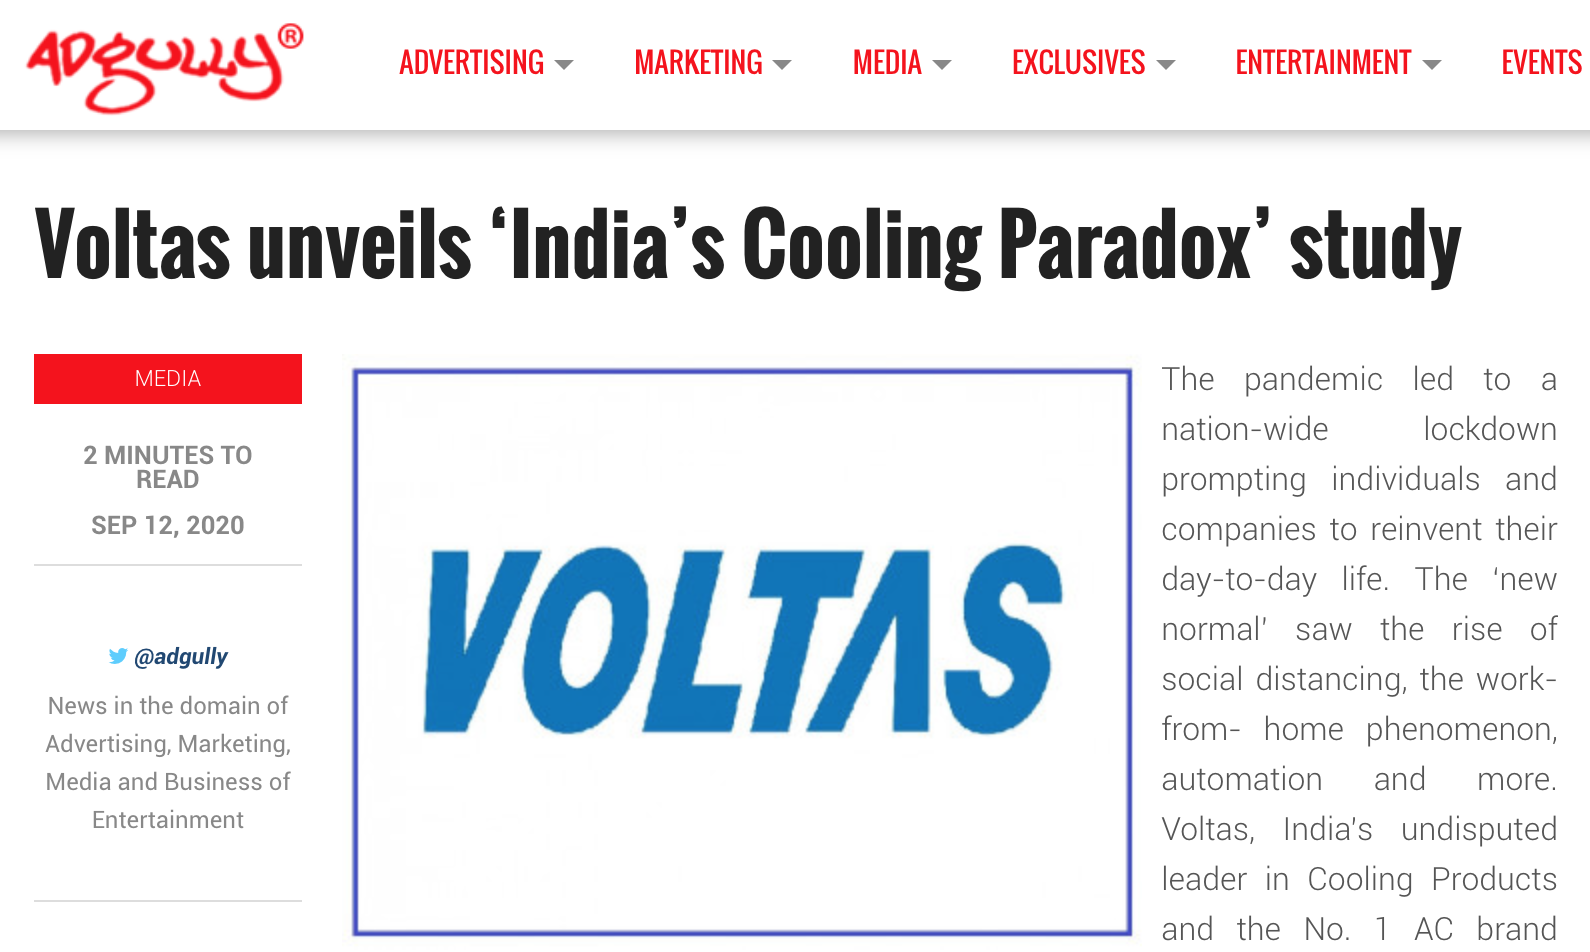 ADGULLY®
ADVERTISING
MARKETING
MEDIA
EXCLUSIVES
ENTERTAINMENT
EVENTS
Voltas unveils ‘India’s Cooling Paradox’ study
MEDIA
2 MINUTES TO
READ
SEP 12, 2020
@adgully
News in the domain of
Advertising, Marketing,
Media and Business of
Entertainment
VOLTAS
The pandemic led to a
nation-wide lockdown
prompting individuals and
companies to reinvent their
day-to-day life. The ‘new
normal’ saw the rise of
social distancing, the work-
from- home phenomenon,
automation and more.
Voltas, India’s undisputed
leader in Cooling Products
and the No. 1 AC brand